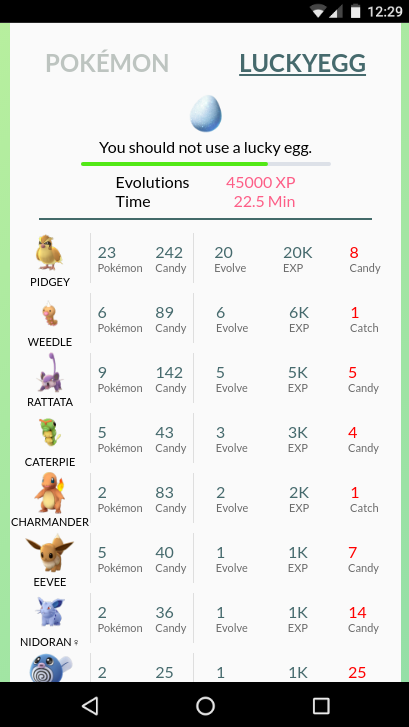 12:29
POKÉMON LUCKYEGG
You should not use a lucky egg.
Evolutions 45000 XP
Time 22.5 Min
23 242 20 20K 8
Pokémon Candy Evolve EXP Candy
PIDGEY
6 89 6 6K 1
Pokémon Candy Evolve EXP Catch
WEEDLE
9 142 5 5K 5
Pokémon Candy Evolve EXP Candy
RATTATA
5 43 3 3K 4
Pokémon Candy Evolve EXP Candy
CATERPIE
2 83 2 2K 1
Pokémon Candy Evolve EXP Catch
CHARMANDER
5 40 1 1K 7
Pokémon Candy Evolve EXP Candy
EEVEE
2 36 1 1K 14
Pokémon Candy Evolve EXP Candy
NIDORAN♀
2 25 1 1K 25